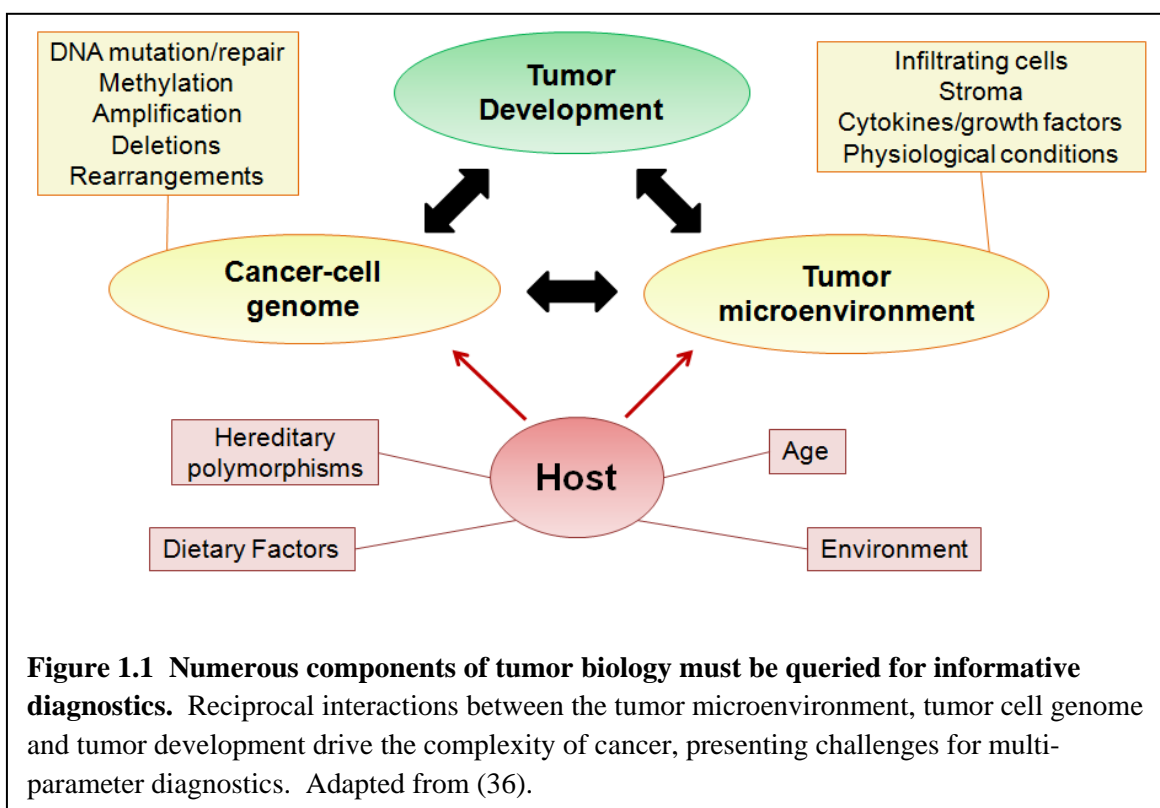 DNA mutation/repair
Methylation
Amplification
Deletions
Rearrangements
Tumor
Development
Infiltrating cells
Stroma
Cytokines/growth factors
Physiological conditions
Cancer-cell
genome
Tumor
microenvironment
Hereditary
polymorphisms
Host
Age
Dietary Factors
Environment
Figure 1.1 Numerous components of tumor biology must be queried for informative
diagnostics. Reciprocal interactions between the tumor microenvironment, tumor cell genome
and tumor development drive the complexity of cancer, presenting challenges for multi-
parameter diagnostics. Adapted from (36).